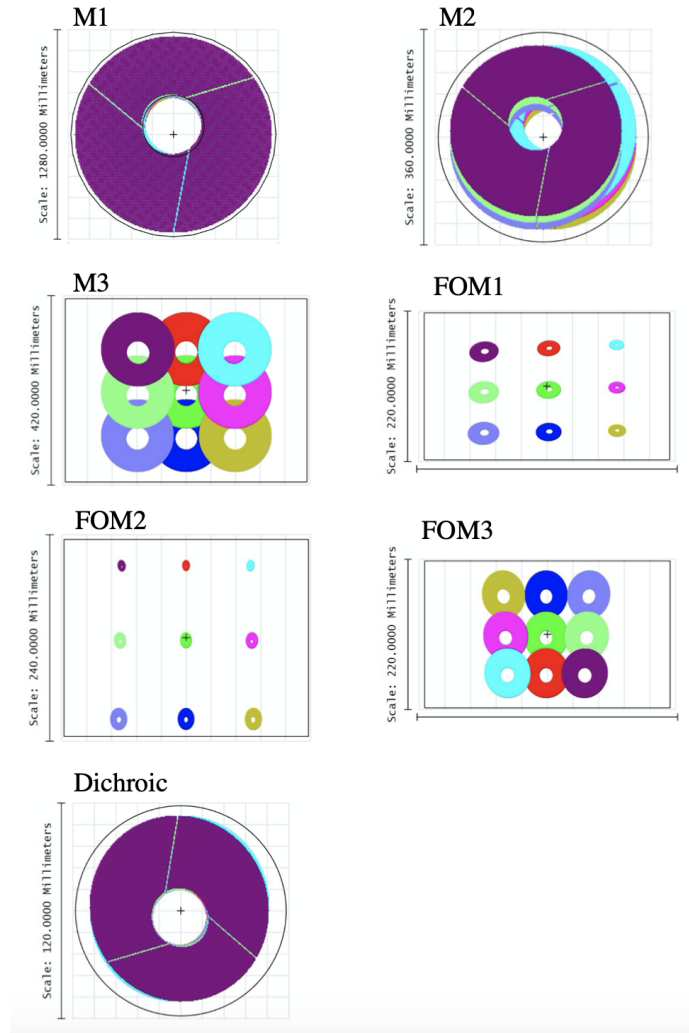 M1
Scale: 1280.0000 Millimeters
M2
Scale: 360.0000 Millimeters
M3
Scale: 420.0000 Millimeters
FOM1
Scale: 220.0000 Millimeters
FOM2
Scale: 240.0000 Millimeters
FOM3
Scale: 220.0000 Millimeters
Dichroic
Scale: 120.0000 Millimeters